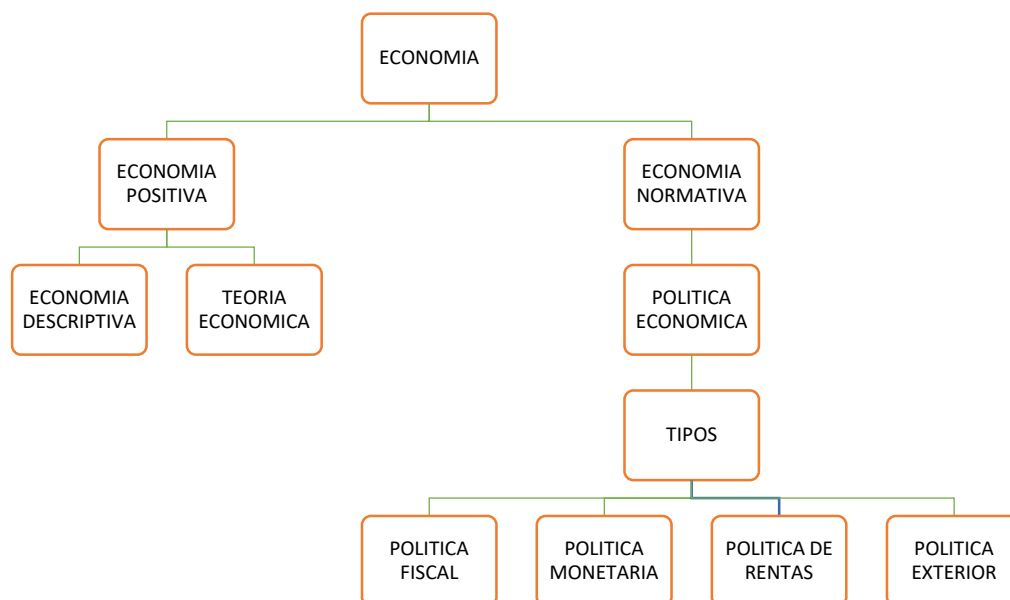 ECONOMIA
ECONOMIA
POSITIVA
ECONOMIA
NORMATIVA
ECONOMIA
DESCRIPTIVA
TEORIA
ECONOMICA
POLITICA
ECONOMICA
TIPOS
POLITICA
FISCAL
POLITICA
MONETARIA
POLITICA DE
RENTAS
POLITICA
EXTERIOR